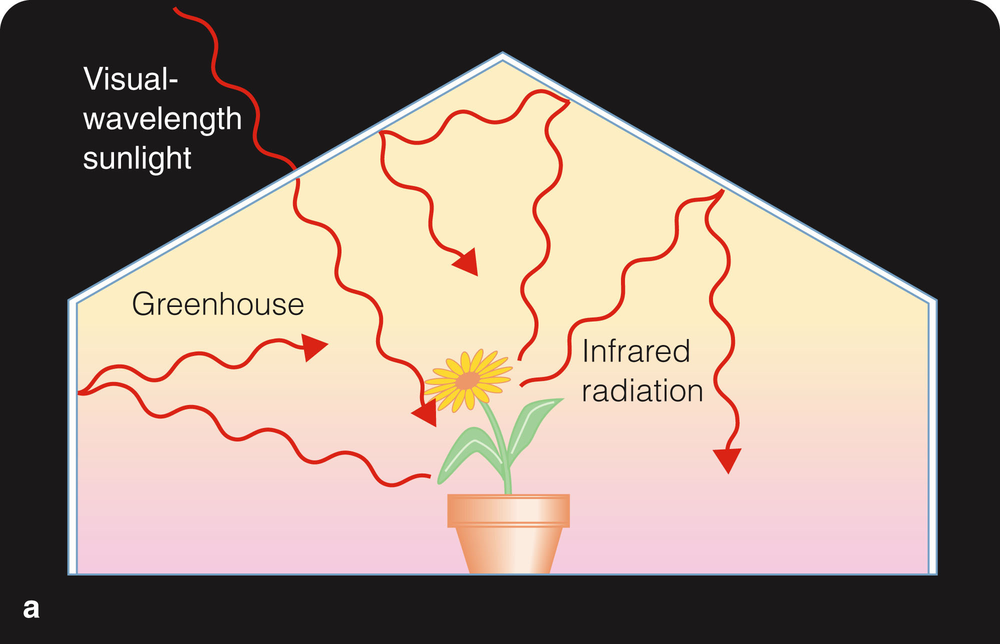 Visual-
wavelength
sunlight
Greenhouse
Infrared
radiation
a